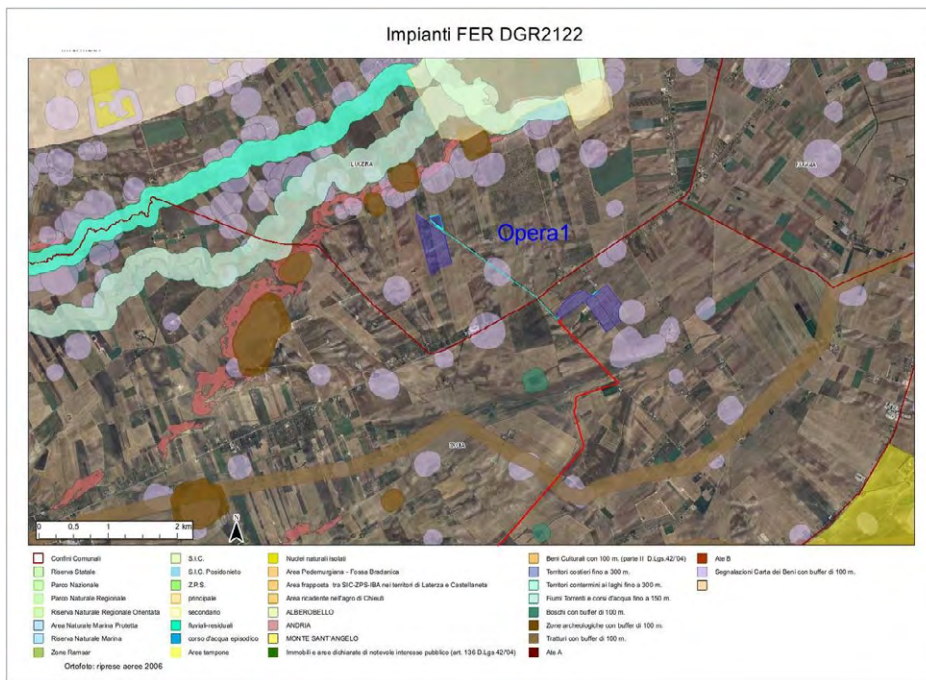 Impianti FER DGR2122
Opera1
0 0.5 1 2 km
N
Confini Comunali
Riserva Statale
Parco Nazionale
Parco Naturale Regionale
Riserva Naturale Regionale Orientata
Area Naturale Marina Protetta
Riserva Naturale Marina
Zone Ramsar
S.I.C.
S.I.C. Posidonieto
Z.P.S.
principale
secondario
fluviali-residuali
corso d'acqua episodico
Aree tampone
Nuclei naturali isolati
Area Pedemurgiana - Fossa Bradanica
Area frapposta tra SIC-ZPS-IBA nei territori di Laterza e Castellaneta
Area ricadente nell'agro di Chieuti
ALBEROBELLO
ANDRIA
MONTE SANT'ANGELO
Immobili e aree dichiarate di notevole interesse pubblico (art. 136 D.Lgs 42/'04)
Beni Culturali con 100 m. (parte II D.Lgs.42/'04)
Territori costieri fino a 300 m.
Territori contermini ai laghi fino a 300 m.
Fiumi Torrenti e corsi d'acqua fino a 150 m.
Boschi con buffer di 100 m.
Zone archeologiche con buffer di 100 m.
Tratturi con buffer di 100 m.
Ate A
Ate B
Segnalazioni Carta dei Beni con buffer di 100 m.
Ortofoto: riprese aeree 2006